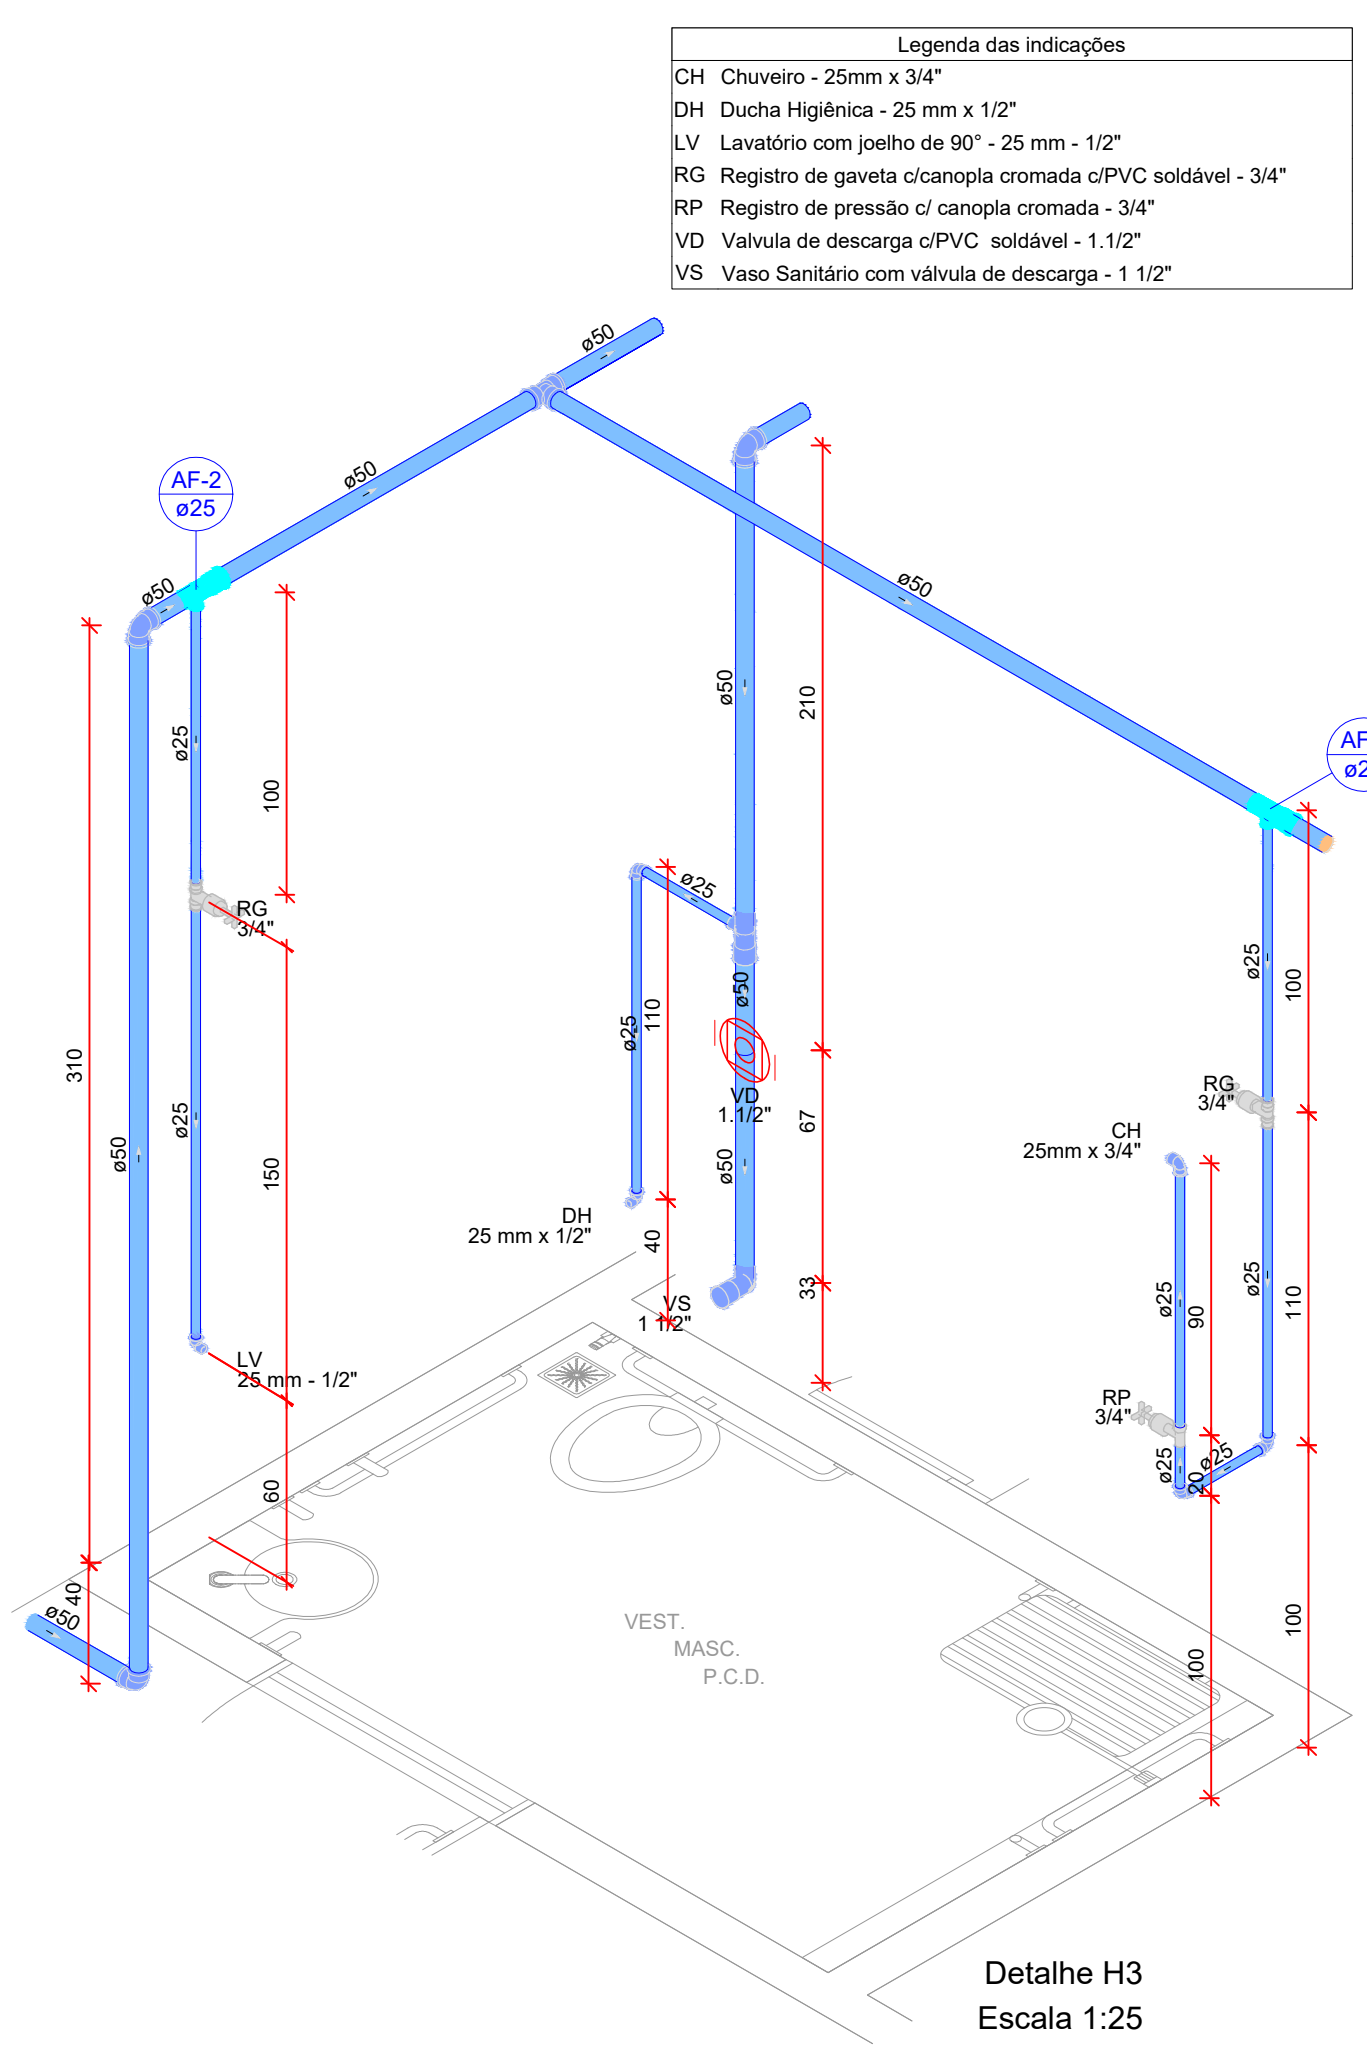 Legenda das indicações
CH Chuveiro - 25mm x 3/4"
DH Ducha Higiênica - 25 mm x 1/2"
LV Lavatório com joelho de 90° - 25 mm - 1/2"
RG Registro de gaveta c/canopla cromada c/PVC soldável - 3/4"
RP Registro de pressão c/ canopla cromada - 3/4"
VD Valvula de descarga c/PVC soldável - 1.1/2"
VS Vaso Sanitário com válvula de descarga - 1 1/2"
ø50
ø50
AF-2
ø25
ø50
ø50
ø50
210
AF
ø2
ø25
100
ø25
RG
3/4"
ø25
100
ø50
110
ø25
310
VD
1.1/2"
67
RG
3/4"
CH
25mm x 3/4"
ø25
ø50
150
ø50
DH
25 mm x 1/2"
40
33
VS
1 1/2"
ø25
90
ø25
110
LV
25 mm - 1/2"
RP
3/4"
ø25
20
ø25
60
40
ø50
VEST.
MASC.
P.C.D.
100
100
Detalhe H3
Escala 1:25